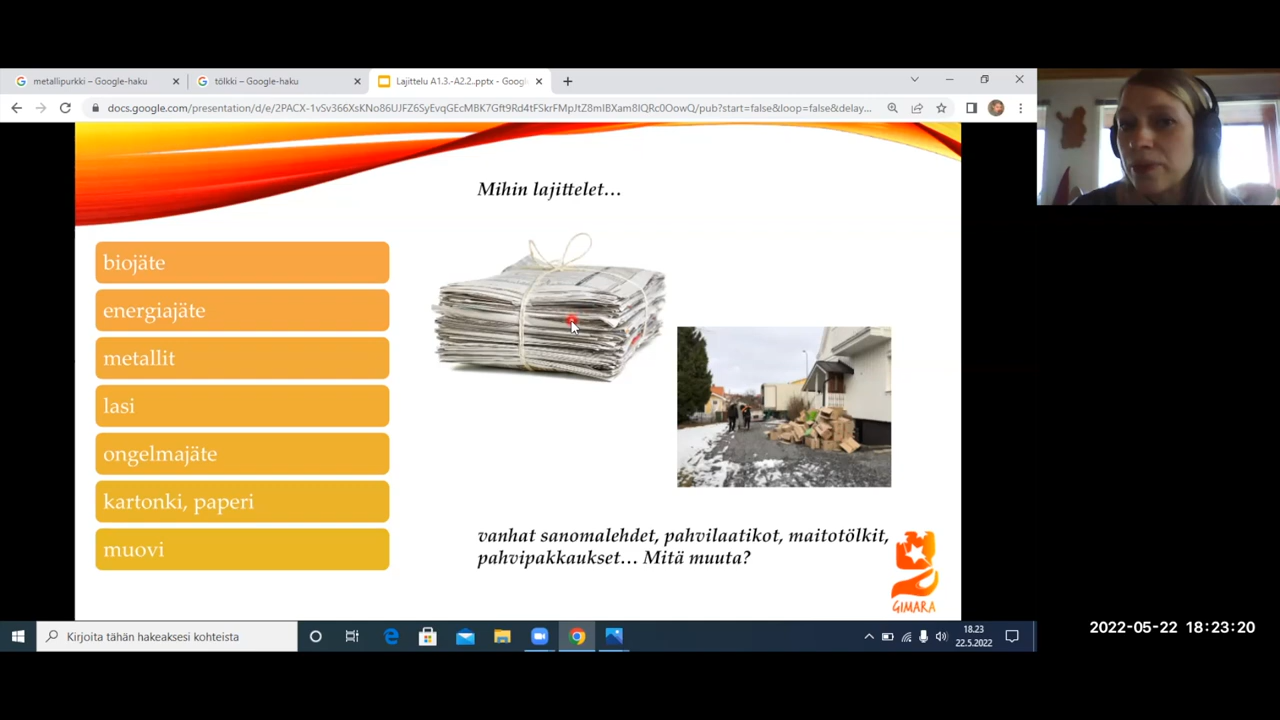 metallipurkki – Google-haku
tölkki – Google-haku
Lajittelu A1.3.-A2.2..pptx - Googl
docs.google.com/presentation/d/e/2PACX-1vSv366XsKNo86UJFZ6SyEvqGEcMBK7Gft9Rd4tFSkrFMpJtZ8mIBXam8IQRc0OowQ/pub?start=false&loop=false&delay...
Mihin lajittelet…
biojäte
energiajäte
metallit
lasi
ongelmajäte
kartonki, paperi
muovi
vanhat sanomalehdet, pahvilaatikot, maitotölkit,
pahvipakkaukset… Mitä muuta?
GIMARA
Kirjoita tähän hakeaksesi kohteista
18.23
22.5.2022
2022-05-22 18:23:20